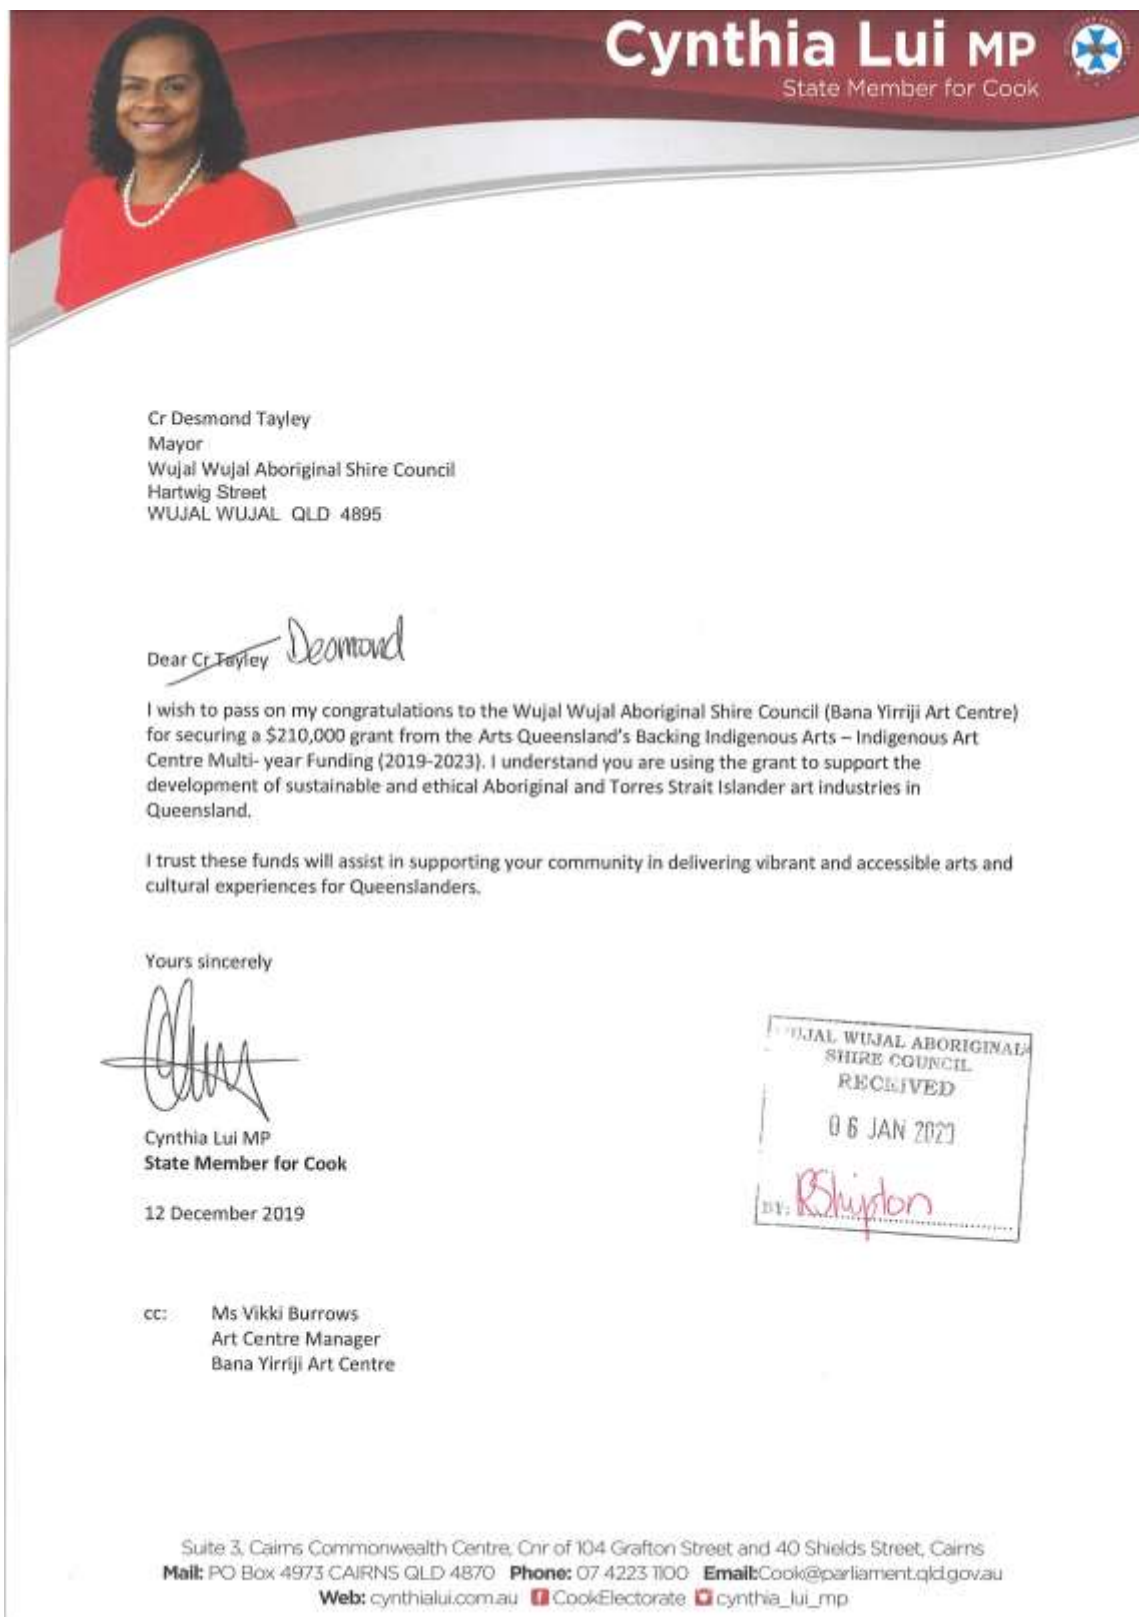 Cynthia Lui MP
State Member for Cook
Cr Desmond Tayley
Mayor
Wujal Wujal Aboriginal Shire Council
Hartwig Street
WUJAL WUJAL QLD 4895
Dear Cr Tayley Desmond
I wish to pass on my congratulations to the Wujal Wujal Aboriginal Shire Council (Bana Yirriji Art Centre)
for securing a $210,000 grant from the Arts Queensland's Backing Indigenous Arts – Indigenous Art
Centre Multi- year Funding (2019-2023). I understand you are using the grant to support the
development of sustainable and ethical Aboriginal and Torres Strait Islander art industries in
Queensland.
I trust these funds will assist in supporting your community in delivering vibrant and accessible arts and
cultural experiences for Queenslanders.
Yours sincerely
Cynthia Lui MP
State Member for Cook
12 December 2019
WUJAL ABORIGINAL
SHIRE COUNCIL
RECEIVED
06 JAN 2020
BY: RShipton
cc: Ms Vikki Burrows
Art Centre Manager
Bana Yirriji Art Centre
Suite 3, Cairns Commonwealth Centre, Cnr of 104 Grafton Street and 40 Shields Street, Cairns
Mail: PO Box 4973 CAIRNS QLD 4870 Phone: 07 4223 1100 Email:Cook@parliament.qld.gov.au
Web: cynthialui.com.au CookElectorate cynthia_lui_mp